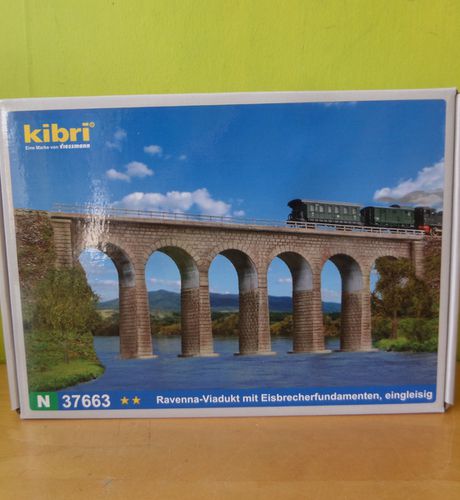 kibri
Eine Marke von Viessmann
N 37663 ★★ Ravenna-Viadukt mit Eisbrecherfundamenten, eingleisig